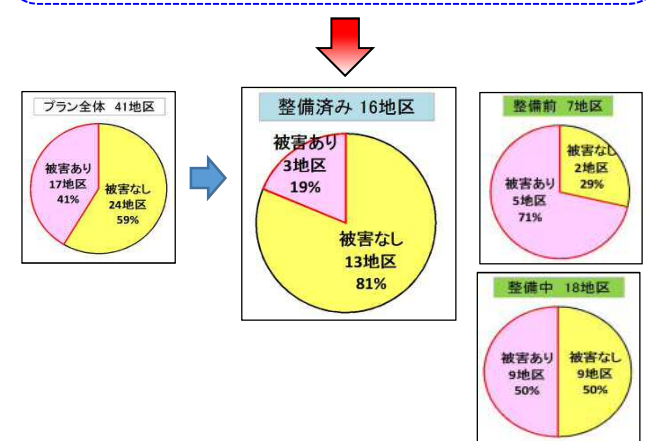 プラン全体 41地区
被害あり
17地区
41%
被害なし
24地区
59%
整備済み 16地区
被害あり
3地区
19%
被害なし
13地区
81%
整備前 7地区
被害なし
2地区
29%
被害あり
5地区
71%
整備中 18地区
被害あり
9地区
50%
被害なし
9地区
50%